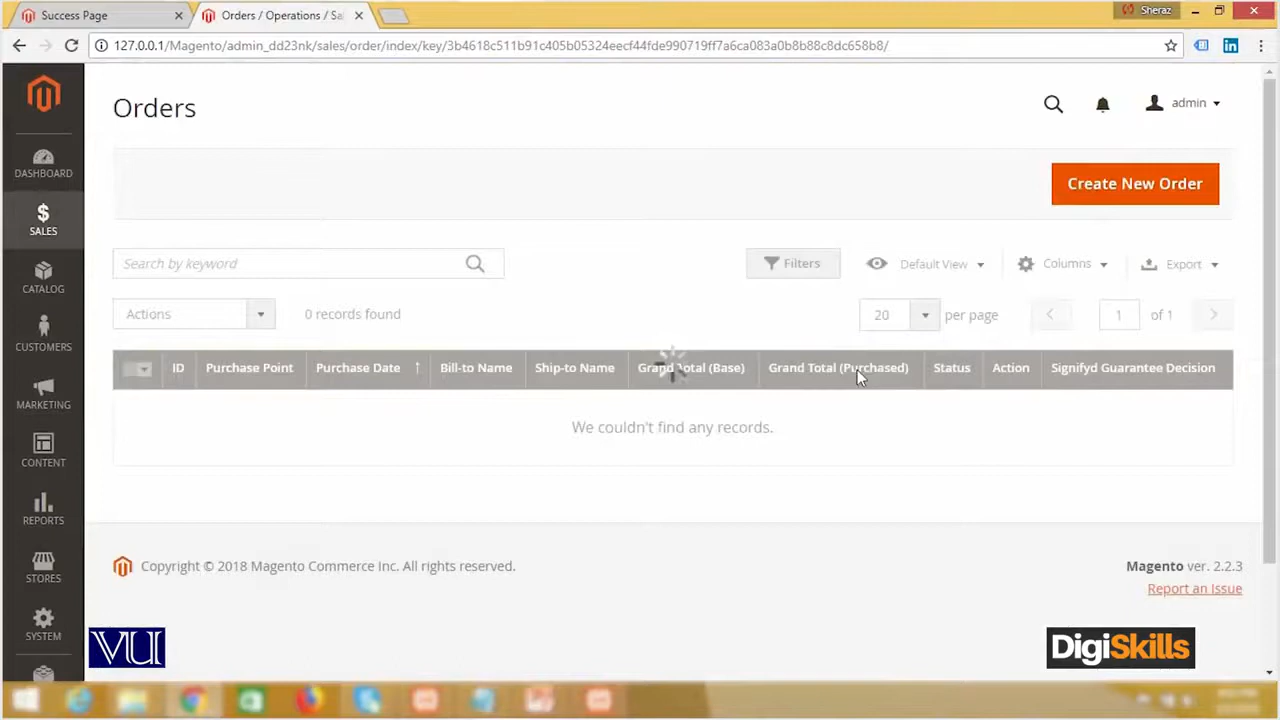 Success Page
Orders / Operations / Sa
Sheraz
127.0.0.1/Magento/admin_dd23nk/sales/order/index/key/3b4618c511b91c405b05324eecf44fde990719ff7a6ca083a0b8b88c8dc658b8/
Orders
admin
DASHBOARD
Create New Order
SALES
Search by keyword
Filters
Default View
Columns
Export
CATALOG
Actions
0 records found
20
per page
1
of 1
CUSTOMERS
ID
Purchase Point
Purchase Date
Bill-to Name
Ship-to Name
Grand Total (Base)
Grand Total (Purchased)
Status
Action
Signifyd Guarantee Decision
MARKETING
We couldn't find any records.
CONTENT
REPORTS
Copyright © 2018 Magento Commerce Inc. All rights reserved.
Magento ver. 2.2.3
STORES
Report an Issue
SYSTEM
VU
DigiSkills